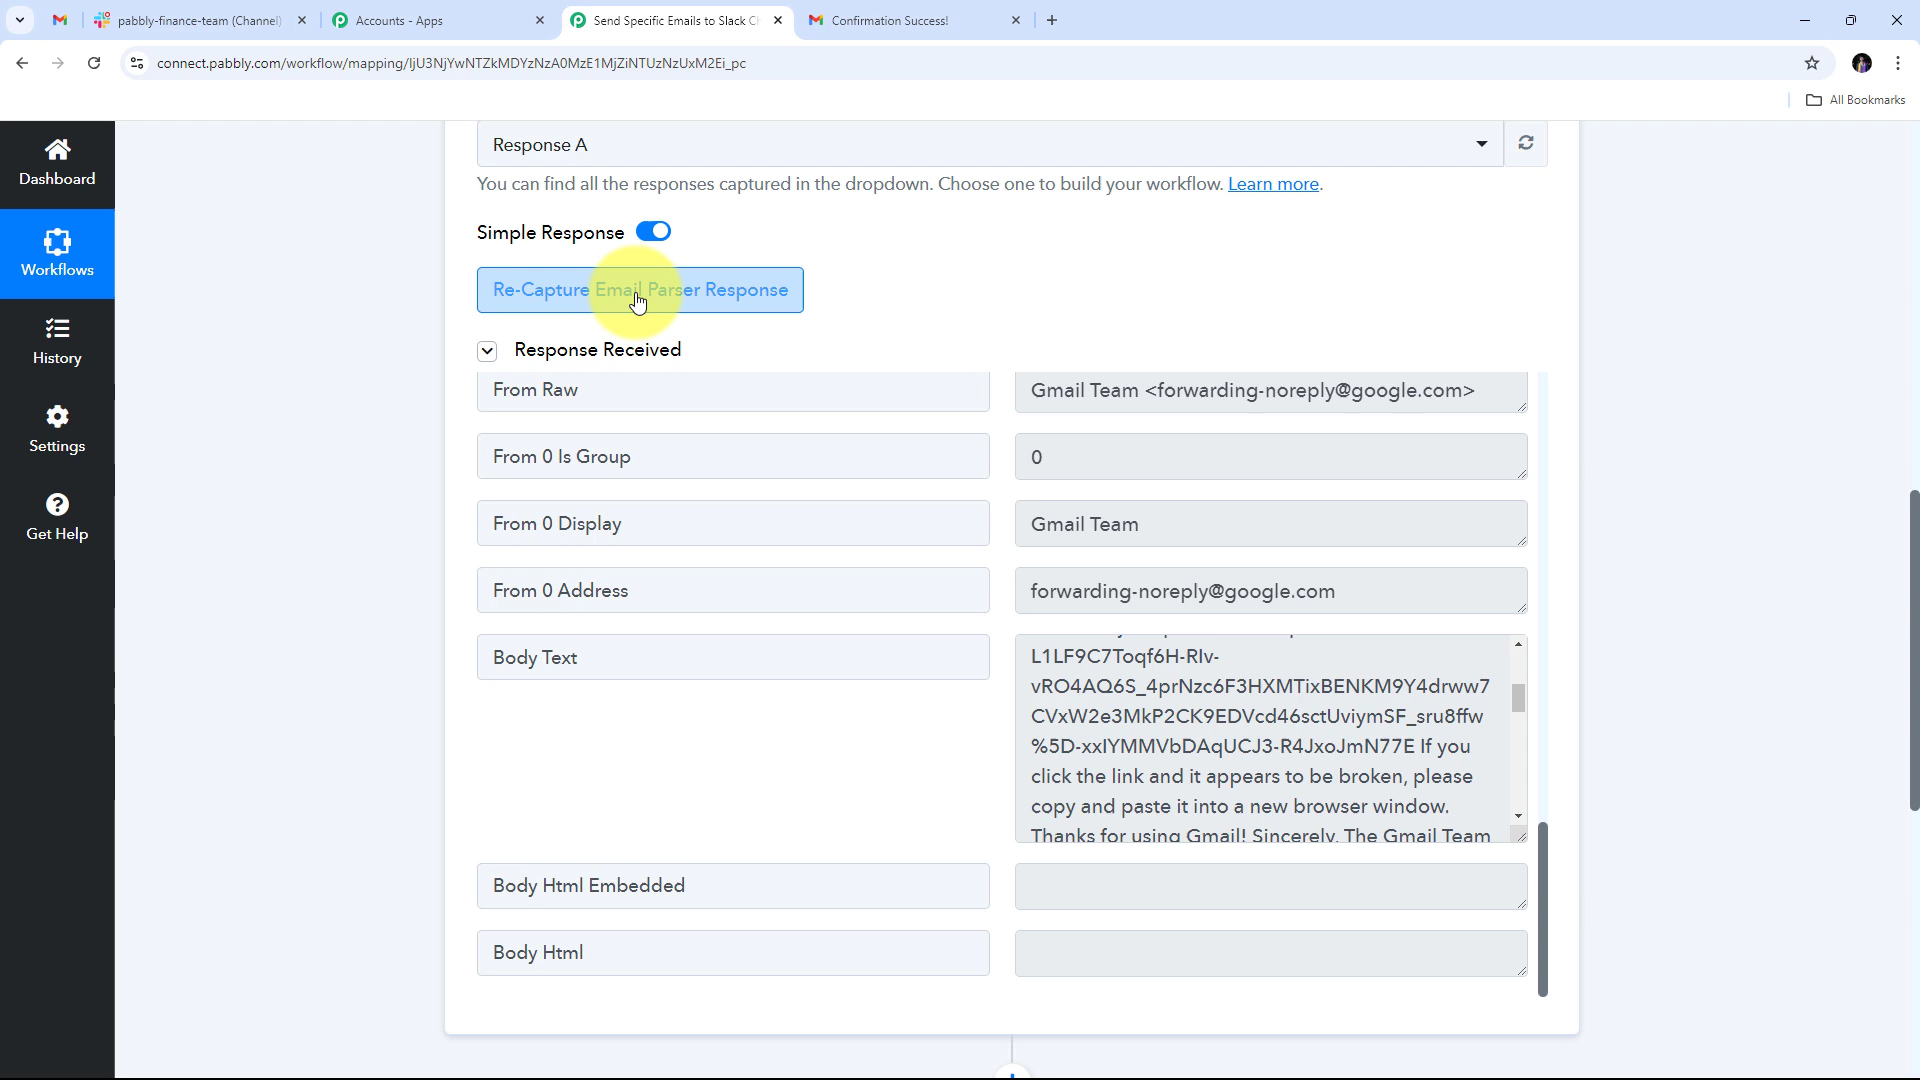 pabbly-finance-team (Channel)
Accounts - Apps
Send Specific Emails to Slack Ch
Confirmation Success!
connect.pabbly.com/workflow/mapping/IjU3NjYwNTZkMDYzNzA0MzE1MjZiNTUzNzUxM2Ei_pc
All Bookmarks
Dashboard
Workflows
History
Settings
Get Help
Response A
You can find all the responses captured in the dropdown. Choose one to build your workflow. Learn more.
Simple Response
Re-Capture Email Parser Response
Response Received
From Raw
Gmail Team <forwarding-noreply@google.com>
From 0 Is Group
0
From 0 Display
Gmail Team
From 0 Address
forwarding-noreply@google.com
Body Text
L1LF9C7Toqf6H-RIv-
vRO4AQ6S_4prNzc6F3HXMTixBENKM9Y4drww7
CVxW2e3MkP2CK9EDVcd46sctUviymSF_sru8ffw
%5D-xxIYMMVbDAqUCJ3-R4JxoJmN77E If you
click the link and it appears to be broken, please
copy and paste it into a new browser window.
Thanks for using Gmail! Sincerely, The Gmail Team
Body Html Embedded
Body Html